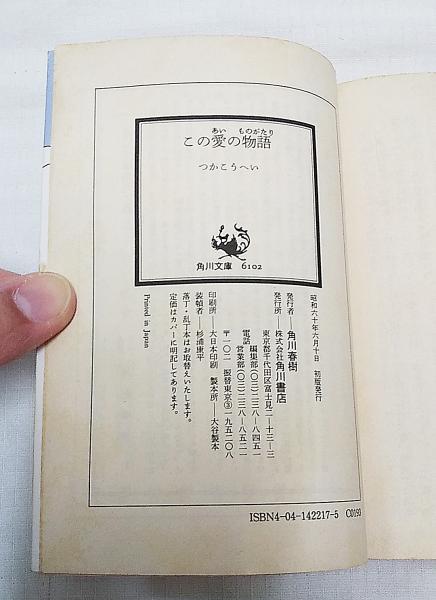 この愛の物語
あい ものがたり
つかこうへい
角川文庫 6102
昭和六十年六月十日 初版発行
発行者――角川春樹
発行所――株式会社角川書店
東京都千代田区富士見二―十三―三
電話 編集部(〇三)二三八―八四五一
営業部(〇三)二三八―八五二一
〒一〇二 振替東京③一九五二〇八
印刷所――大日本印刷 製本所――大谷製本
装幀者――杉浦康平
落丁・乱丁本はお取替えいたします。
定価はカバーに明記してあります。
Printed in Japan
ISBN4-04-142217-5 C0193